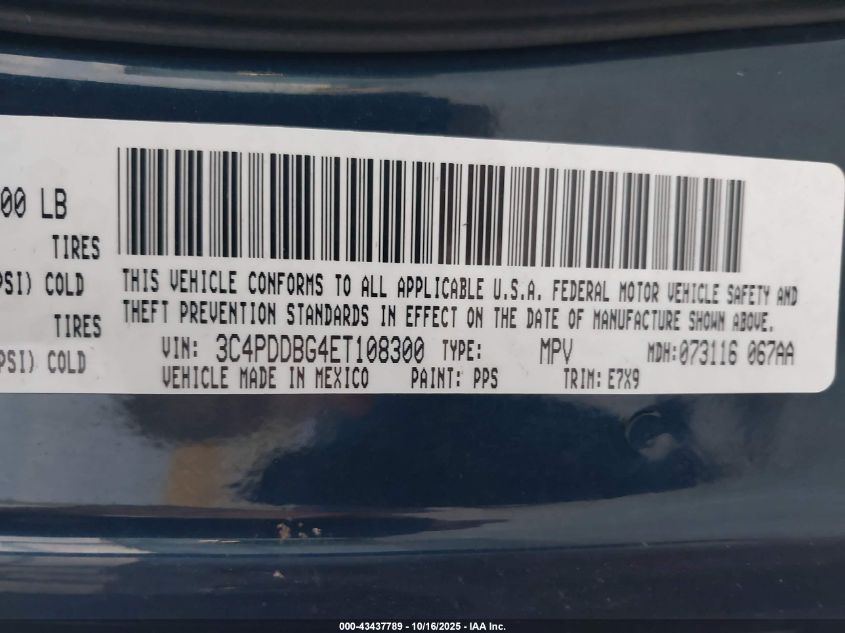 00 LB
TIRES
PSI) COLD
TIRES
PSI) COLD
THIS VEHICLE CONFORMS TO ALL APPLICABLE U.S.A. FEDERAL MOTOR VEHICLE SAFETY AND
THEFT PREVENTION STANDARDS IN EFFECT ON THE DATE OF MANUFACTURE SHOWN ABOVE.
VIN: 3C4PDDBG4ET108300 TYPE: MPV MDH:073116 067AA
VEHICLE MADE IN MEXICO PAINT: PPS TRIM: E7X9
000-43437789 - 10/16/2025 - IAA Inc.